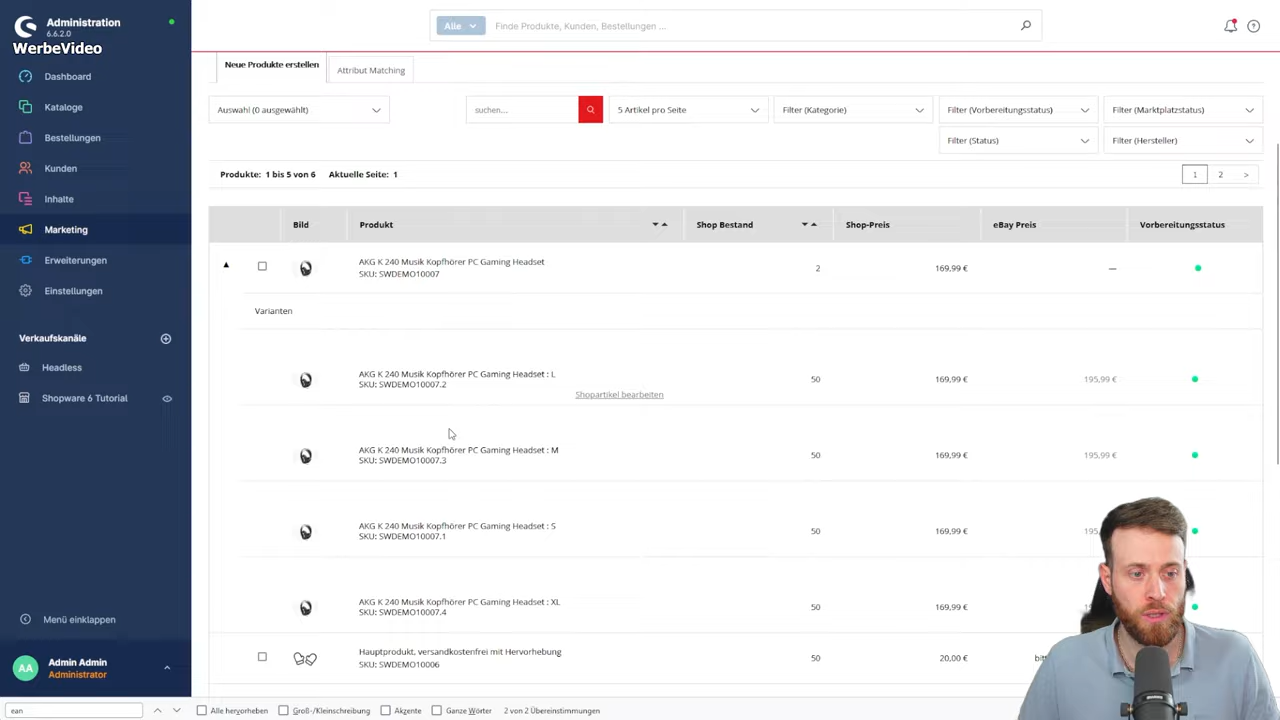 Administration
6.6.2.0
WerbeVideo
Alle
Finde Produkte, Kunden, Bestellungen ...
Dashboard
Kataloge
Bestellungen
Kunden
Inhalte
Marketing
Erweiterungen
Einstellungen
Verkaufskanäle
Headless
Shopware 6 Tutorial
Menü einklappen
AA
Admin Admin
Administrator
Neue Produkte erstellen
Attribut Matching
Auswahl (0 ausgewählt)
suchen...
5 Artikel pro Seite
Filter (Kategorie)
Filter (Vorbereitungsstatus)
Filter (Marktplatzstatus)
Filter (Status)
Filter (Hersteller)
Produkte: 1 bis 5 von 6 Aktuelle Seite: 1
1 2 >
Bild Produkt Shop Bestand Shop-Preis eBay Preis Vorbereitungsstatus
AKG K 240 Musik Kopfhörer PC Gaming Headset
SKU: SWDEMO10007
2 169,99 € —
Varianten
AKG K 240 Musik Kopfhörer PC Gaming Headset : L
SKU: SWDEMO10007.2
50 169,99 € 195,99 €
Shopartikel bearbeiten
AKG K 240 Musik Kopfhörer PC Gaming Headset : M
SKU: SWDEMO10007.3
50 169,99 € 195,99 €
AKG K 240 Musik Kopfhörer PC Gaming Headset : S
SKU: SWDEMO10007.1
50 169,99 € 195,
AKG K 240 Musik Kopfhörer PC Gaming Headset : XL
SKU: SWDEMO10007.4
50 169,99 €
Hauptprodukt, versandkostenfrei mit Hervorhebung
SKU: SWDEMO10006
50 20,00 €
ean
Alle hervorheben
Groß-/Kleinschreibung
Akzente
Ganze Wörter
2 von 2 Übereinstimmungen